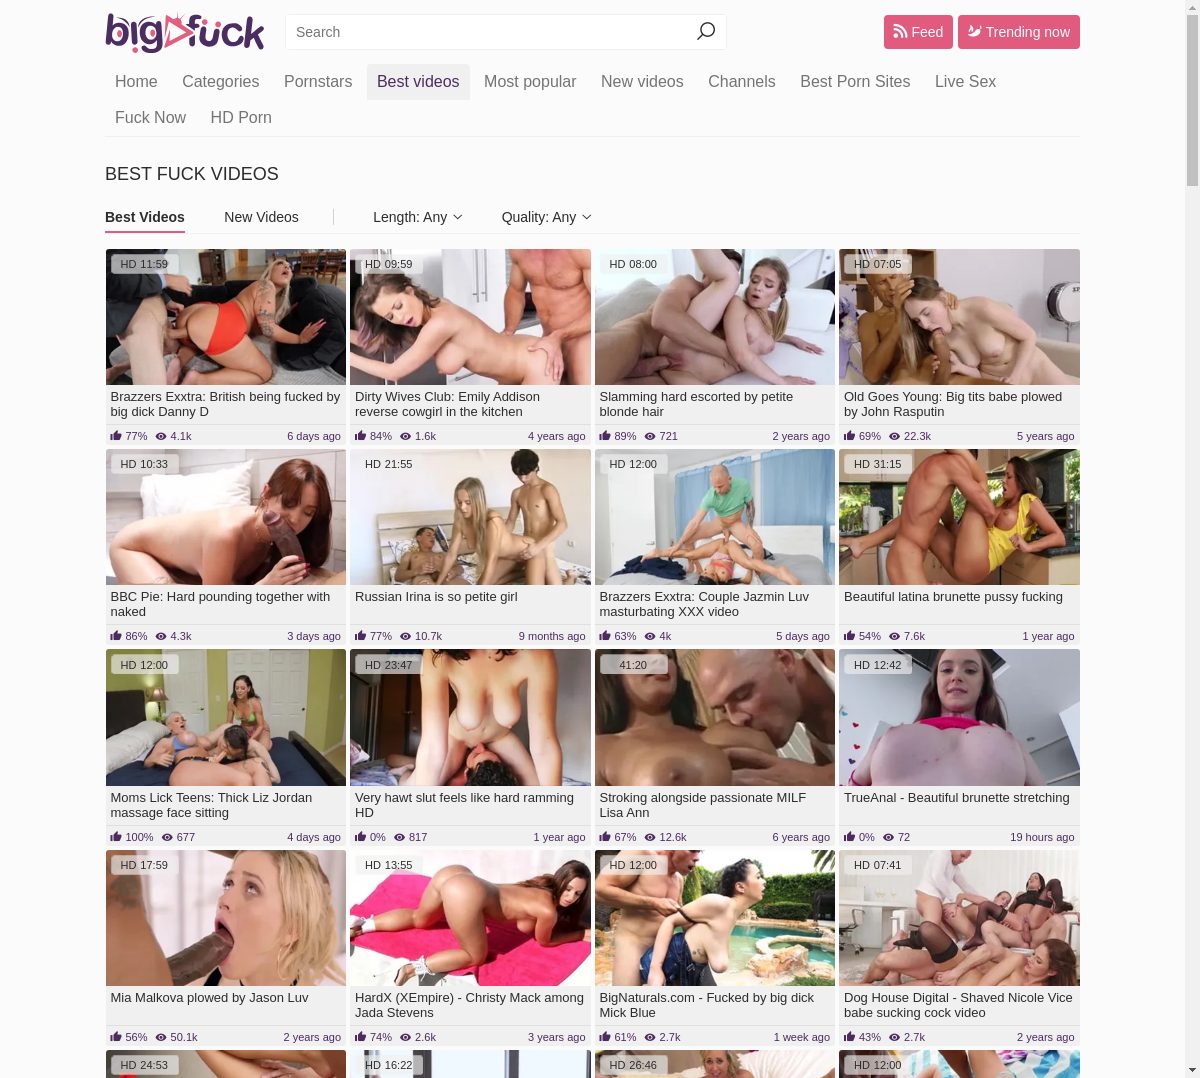 bigfuck
Search
Feed
Trending now
Home Categories Pornstars Best videos Most popular New videos Channels Best Porn Sites Live Sex
Fuck Now HD Porn
BEST FUCK VIDEOS
Best Videos New Videos Length: Any Quality: Any
HD 11:59 HD 09:59 HD 08:00 HD 07:05
Brazzers Exxtra: British being fucked by big dick Danny D
77% 4.1k 6 days ago
Dirty Wives Club: Emily Addison reverse cowgirl in the kitchen
84% 1.6k 4 years ago
Slamming hard escorted by petite blonde hair
89% 721 2 years ago
Old Goes Young: Big tits babe plowed by John Rasputin
69% 22.3k 5 years ago
HD 10:33 HD 21:55 HD 12:00 HD 31:15
BBC Pie: Hard pounding together with naked
86% 4.3k 3 days ago
Russian Irina is so petite girl
77% 10.7k 9 months ago
Brazzers Exxtra: Couple Jazmin Luv masturbating XXX video
63% 4k 5 days ago
Beautiful latina brunette pussy fucking
54% 7.6k 1 year ago
HD 12:00 HD 23:47 41:20 HD 12:42
Moms Lick Teens: Thick Liz Jordan massage face sitting
100% 677 4 days ago
Very hawt slut feels like hard ramming HD
0% 817 1 year ago
Stroking alongside passionate MILF Lisa Ann
67% 12.6k 6 years ago
TrueAnal - Beautiful brunette stretching
0% 72 19 hours ago
HD 17:59 HD 13:55 HD 12:00 HD 07:41
Mia Malkova plowed by Jason Luv
56% 50.1k 2 years ago
HardX (XEmpire) - Christy Mack among Jada Stevens
74% 2.6k 3 years ago
BigNaturals.com - Fucked by big dick Mick Blue
61% 2.7k 1 week ago
Dog House Digital - Shaved Nicole Vice babe sucking cock video
43% 2.7k 2 years ago
HD 24:53 HD 16:22 HD 26:46 HD 12:00